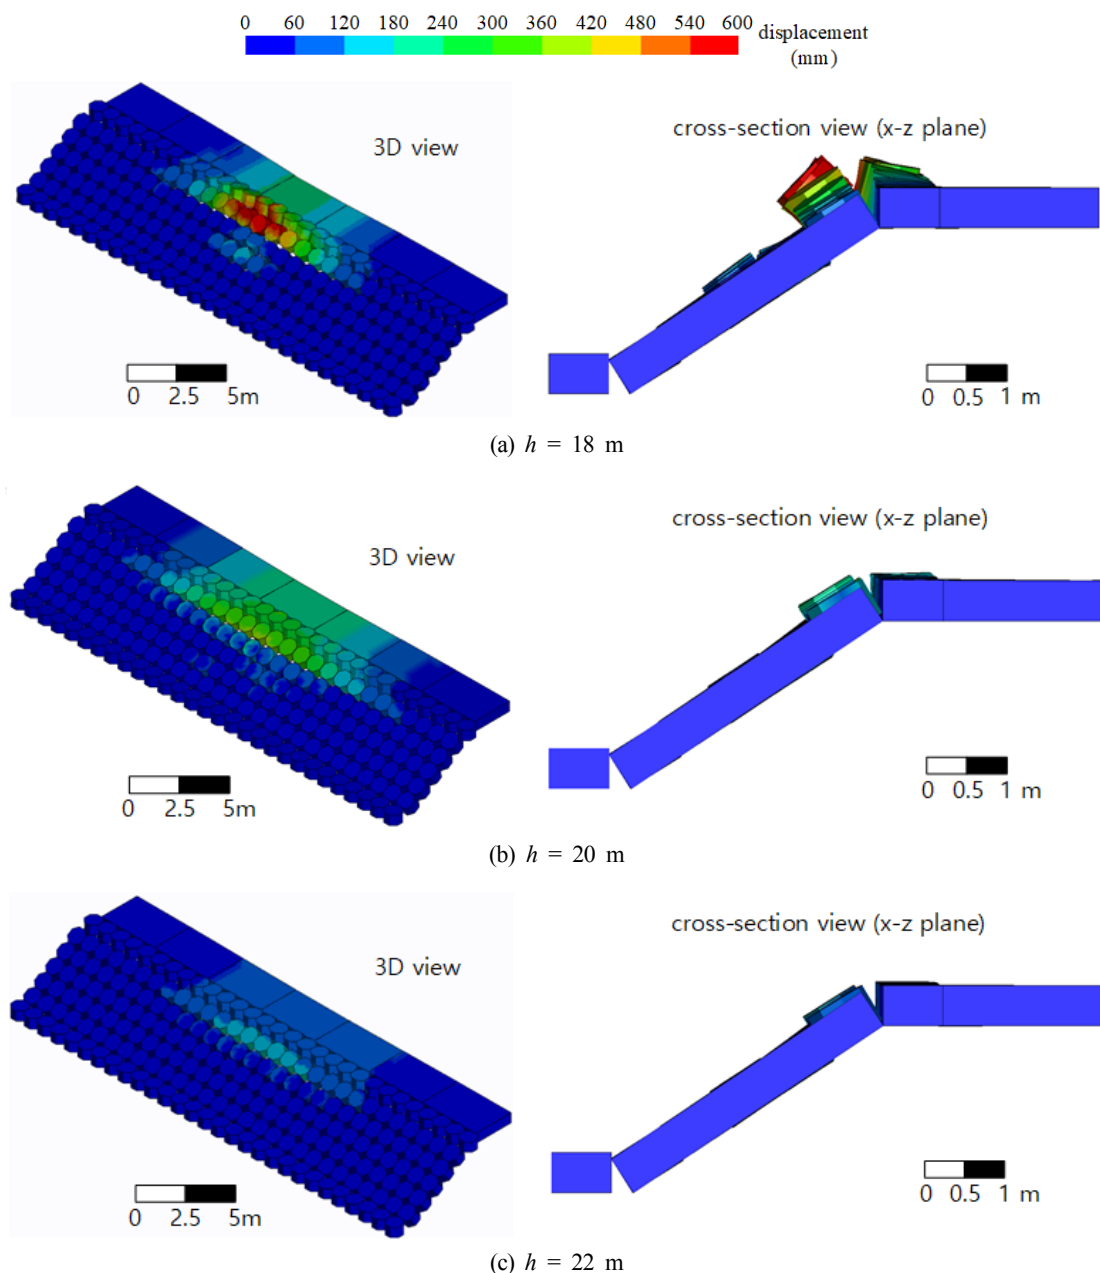 0 60 120 180 240 300 360 420 480 540 600
displacement
(mm)
3D view
cross-section view (x-z plane)
0 2.5 5m
0 0.5 1 m
(a) h = 18 m
3D view
cross-section view (x-z plane)
0 2.5 5m
0 0.5 1 m
(b) h = 20 m
3D view
cross-section view (x-z plane)
0 2.5 5m
0 0.5 1 m
(c) h = 22 m